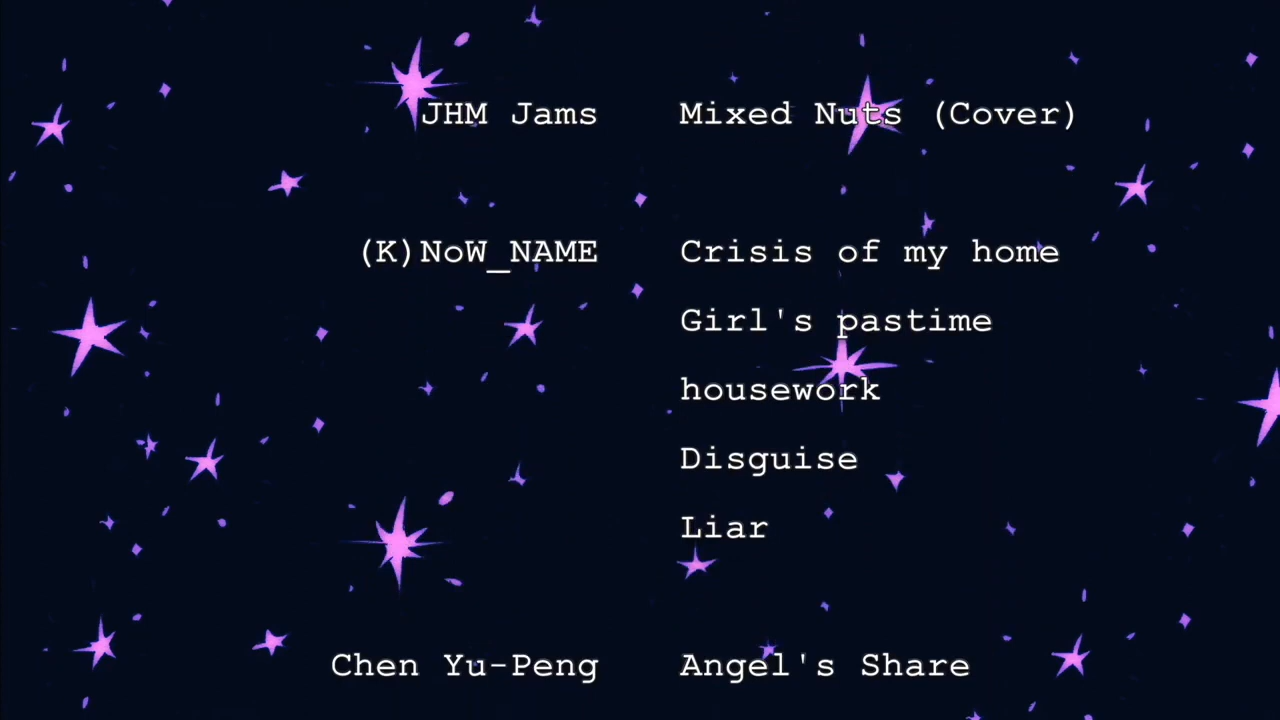 JHM Jams Mixed Nuts (Cover)
(K)NoW_NAME Crisis of my home
Girl's pastime
housework
Disguise
Liar
Chen Yu-Peng Angel's Share